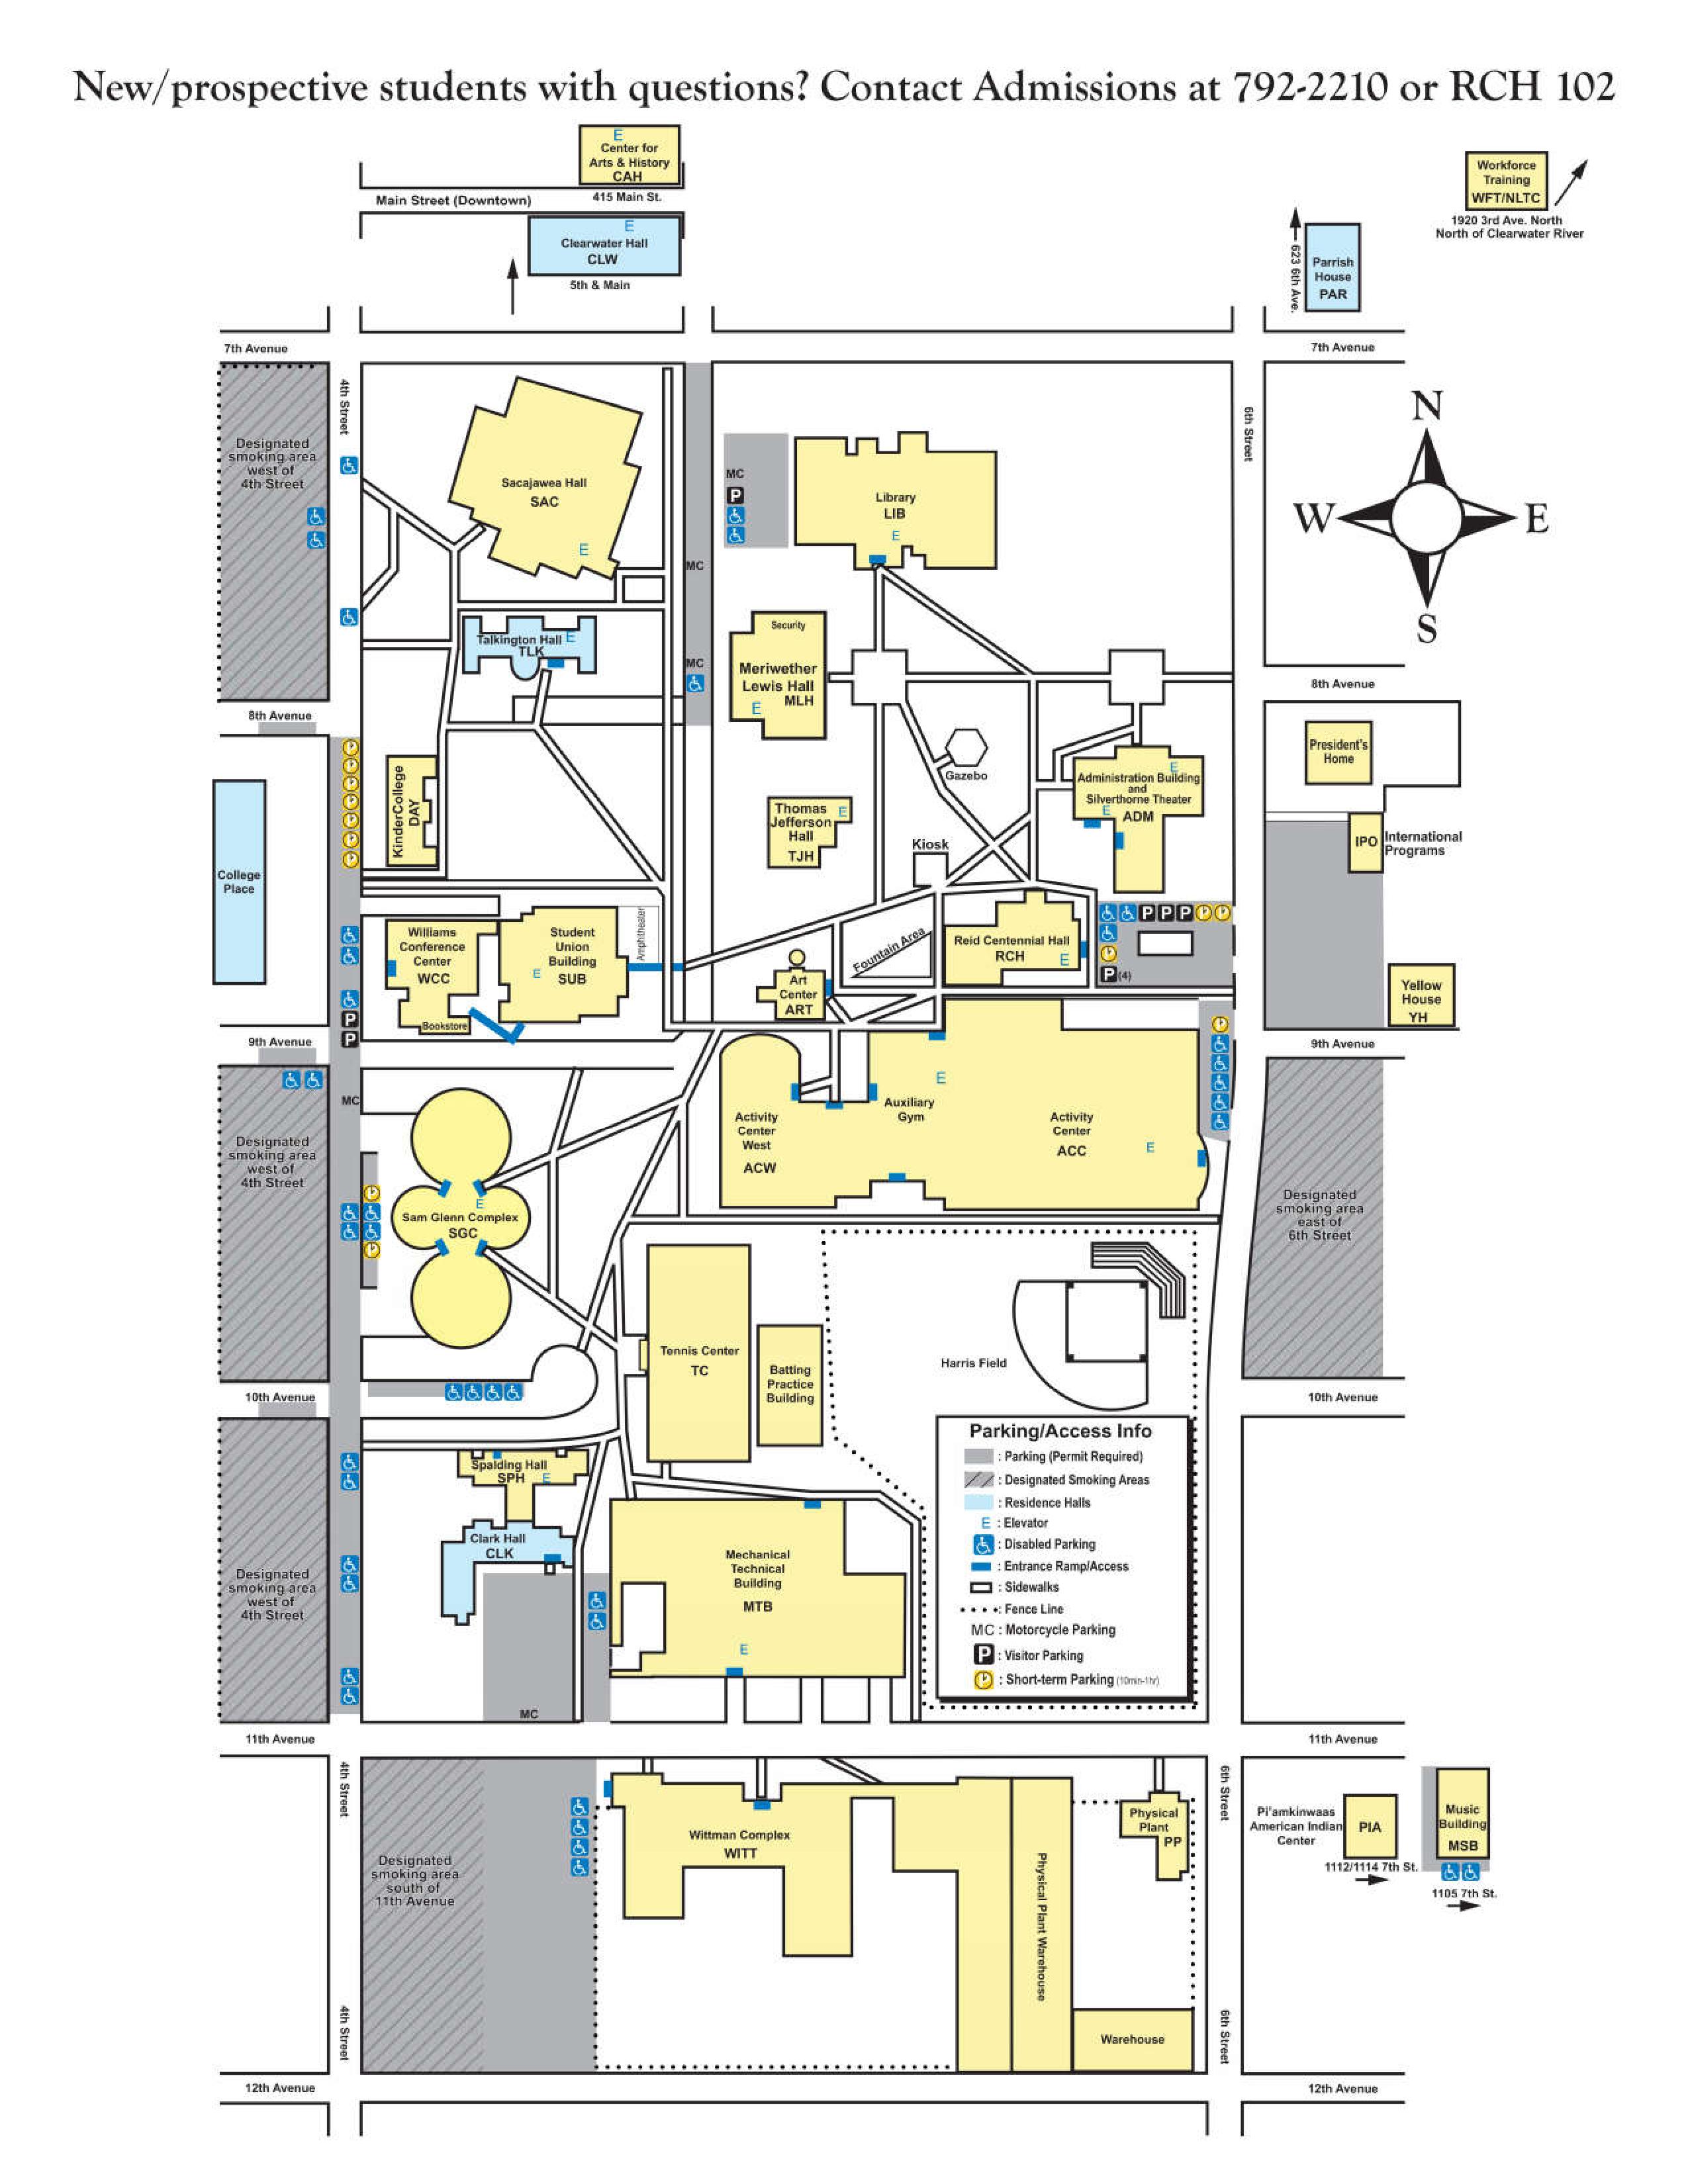 New/prospective students with questions? Contact Admissions at 792-2210 or RCH 102
E
Center for
Arts & History
CAH
415 Main St.
Main Street (Downtown)
E
Clearwater Hall
CLW
5th & Main
Workforce
Training
WFT/NLTC
1920 3rd Ave. North
North of Clearwater River
623 6th Ave.
Parrish
House
PAR
7th Avenue
7th Avenue
4th Street
6th Street
Designated
smoking area
west of
4th Street
Sacajawea Hall
SAC
E
MC
P
MC
Library
LIB
E
N
W
E
S
Talkington Hall E
TLK
MC
Security
Meriwether
Lewis Hall
MLH
E
8th Avenue
8th Avenue
Gazebo
President's
Home
KinderCollege
DAY
Thomas
Jefferson
Hall
TJH
E
E
Administration Building
and
Silverthorne Theater
E
ADM
Kiosk
IPO
International
Programs
College
Place
Williams
Conference
Center
WCC
Bookstore
Student
Union
Building
E
SUB
Amphitheater
Art
Center
ART
Fountain Area
Reid Centennial Hall
RCH
E
P P P
P (4)
Yellow
House
YH
P
P
9th Avenue
9th Avenue
MC
Designated
smoking area
west of
4th Street
Activity
Center
West
ACW
E
Auxiliary
Gym
Activity
Center
ACC
E
Designated
smoking area
east of
6th Street
E
Sam Glenn Complex
SGC
Tennis Center
TC
Batting
Practice
Building
Harris Field
10th Avenue
10th Avenue
Spalding Hall
SPH
E
Clark Hall
CLK
Designated
smoking area
west of
4th Street
MC
Mechanical
Technical
Building
MTB
E
Parking/Access Info
: Parking (Permit Required)
: Designated Smoking Areas
: Residence Halls
E : Elevator
: Disabled Parking
: Entrance Ramp/Access
: Sidewalks
: Fence Line
MC : Motorcycle Parking
P : Visitor Parking
: Short-term Parking (10min-1hr)
11th Avenue
11th Avenue
4th Street
6th Street
Designated
smoking area
south of
11th Avenue
Wittman Complex
WITT
Physical Plant Warehouse
Physical
Plant
PP
Pi'amkinwaas
American Indian
Center
PIA
1112/1114 7th St.
Music
Building
MSB
1105 7th St.
4th Street
6th Street
Warehouse
12th Avenue
12th Avenue